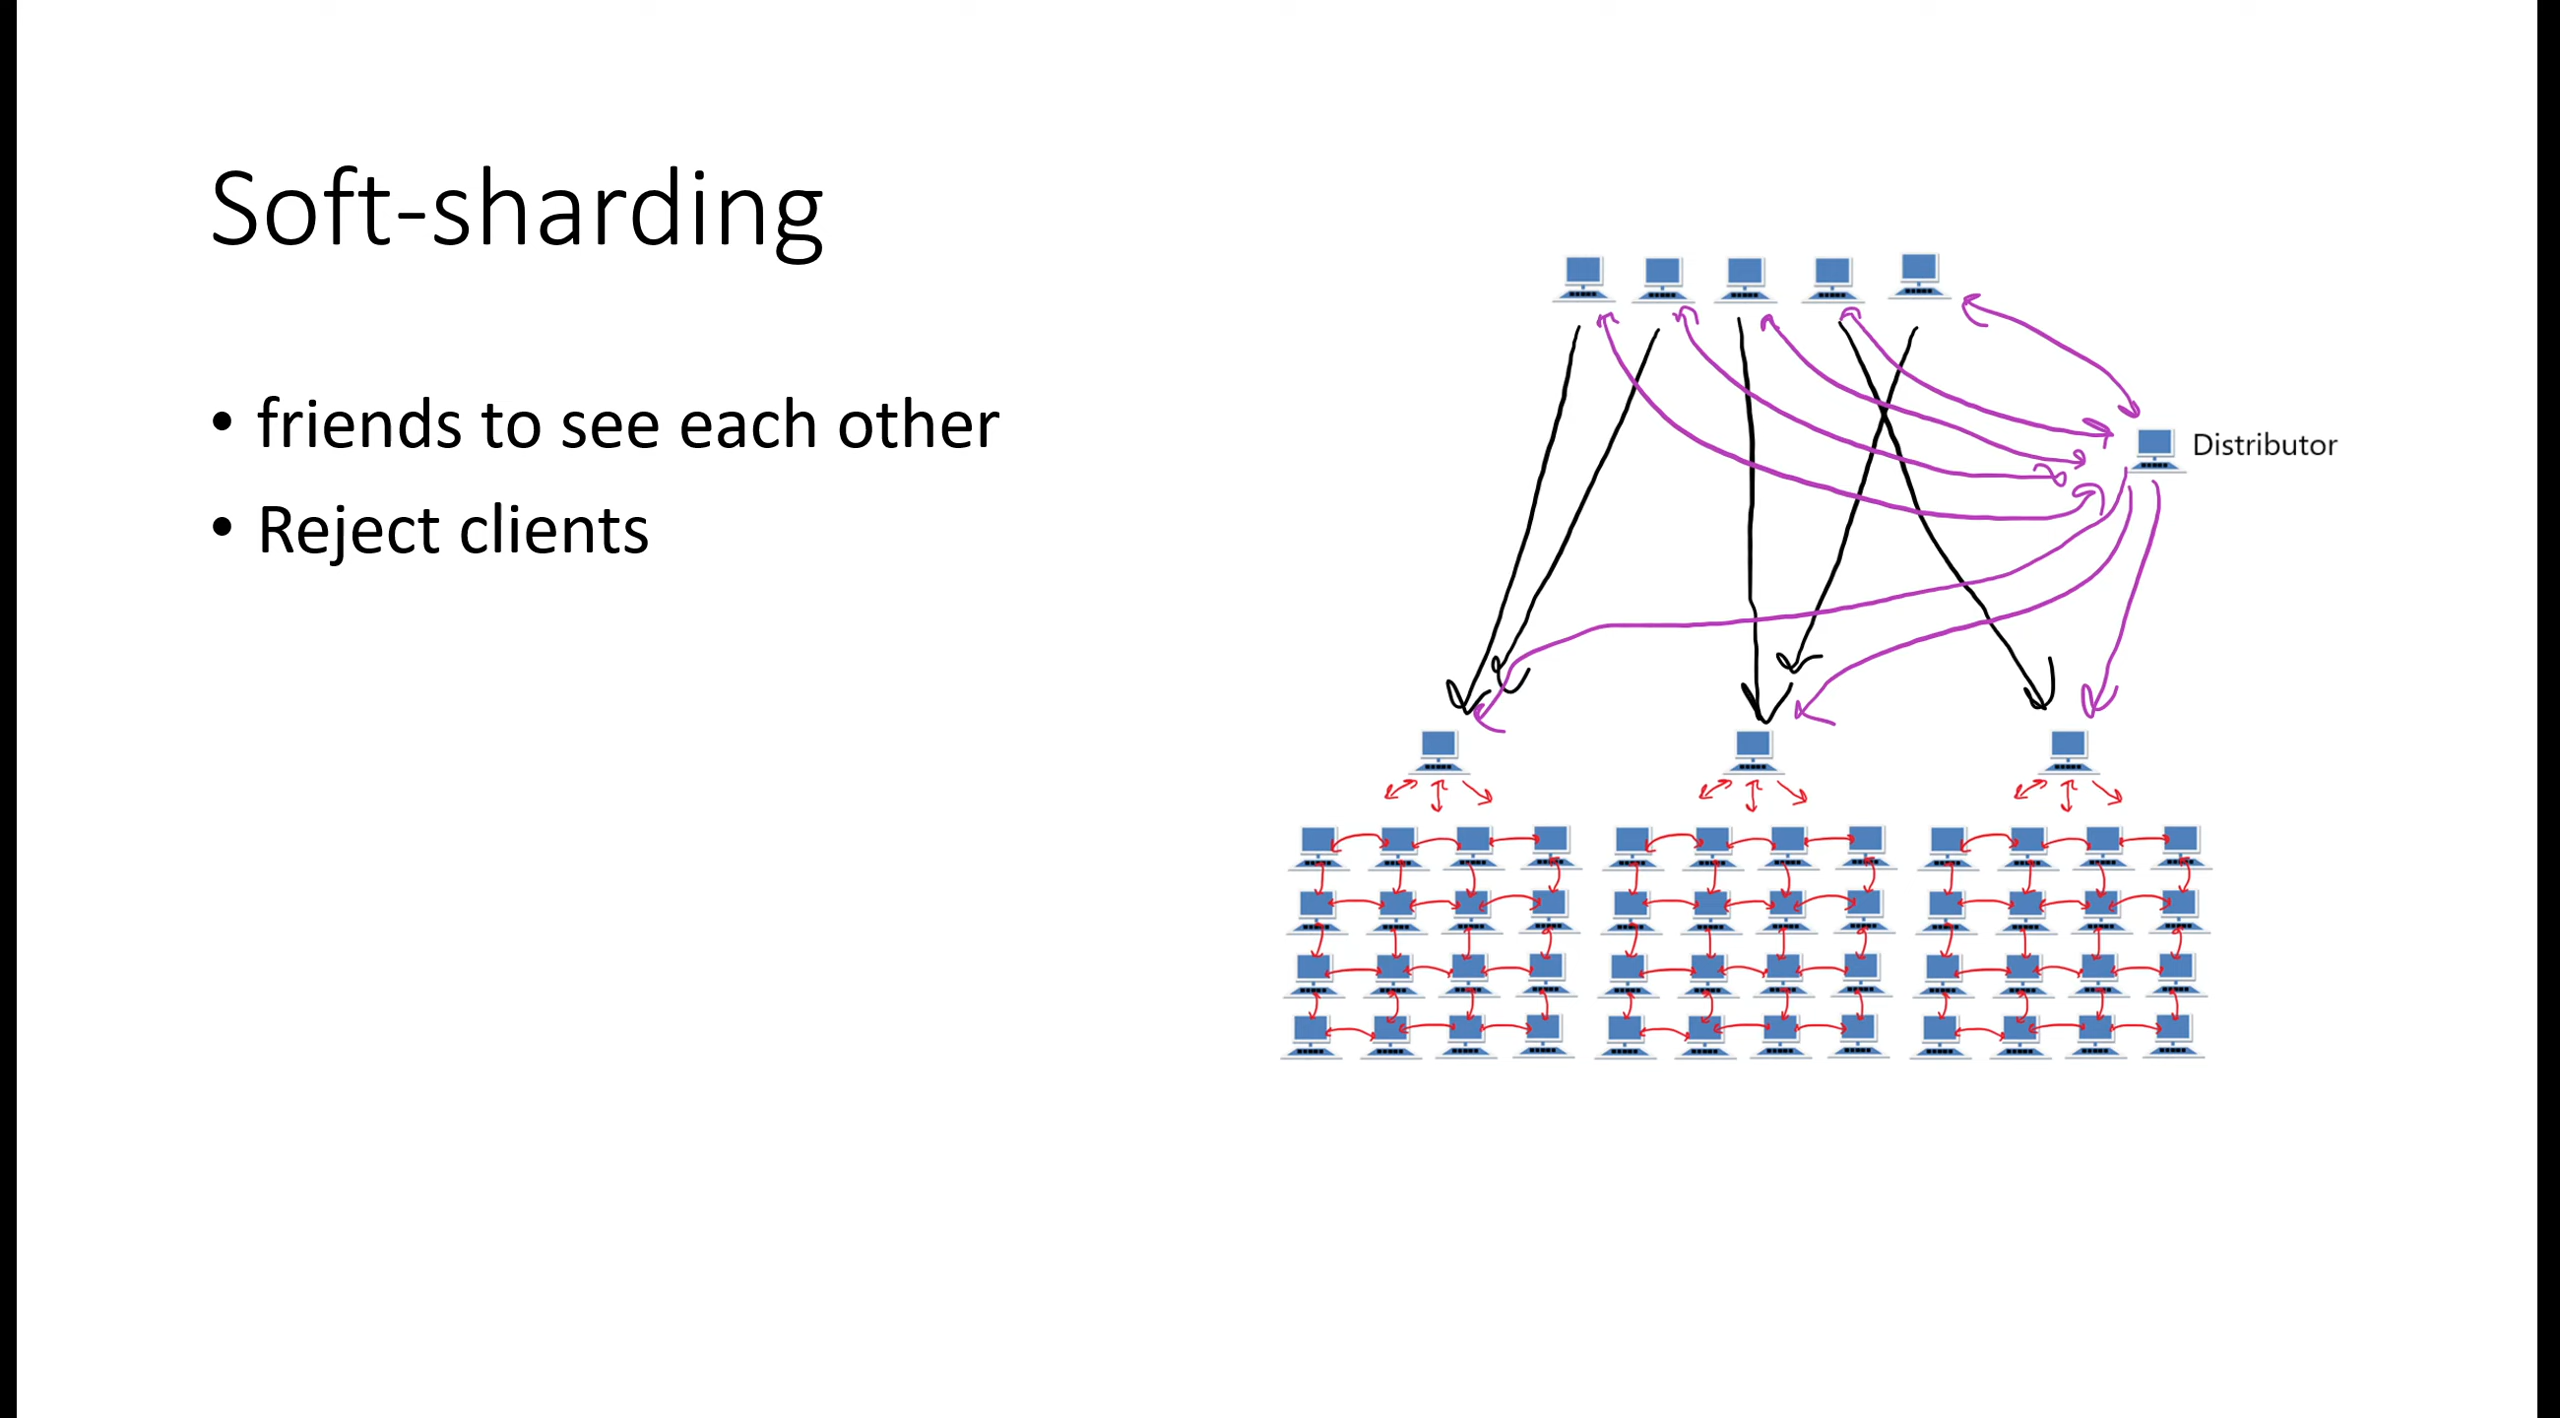 Soft-sharding
• friends to see each other
• Reject clients
Distributor